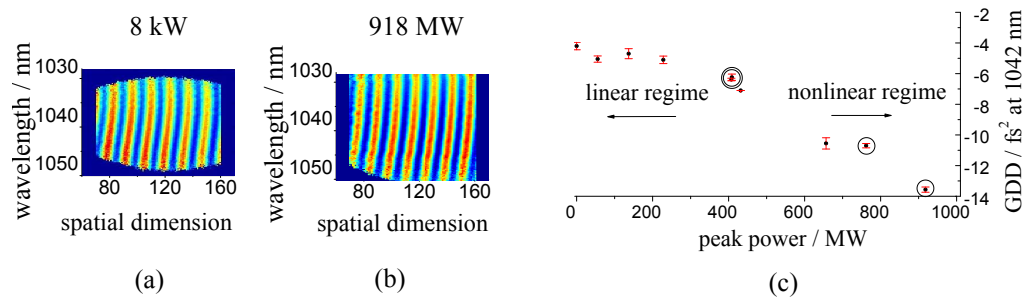 8 kW
918 MW
wavelength / nm
1030
1040
1050
80
120
160
spatial dimension
(a)
wavelength / nm
1030
1040
1050
80
120
160
spatial dimension
(b)
linear regime
nonlinear regime
-2
-4
-6
-8
-10
-12
-14
GDD / fs² at 1042 nm
0
200
400
600
800
1000
peak power / MW
(c)